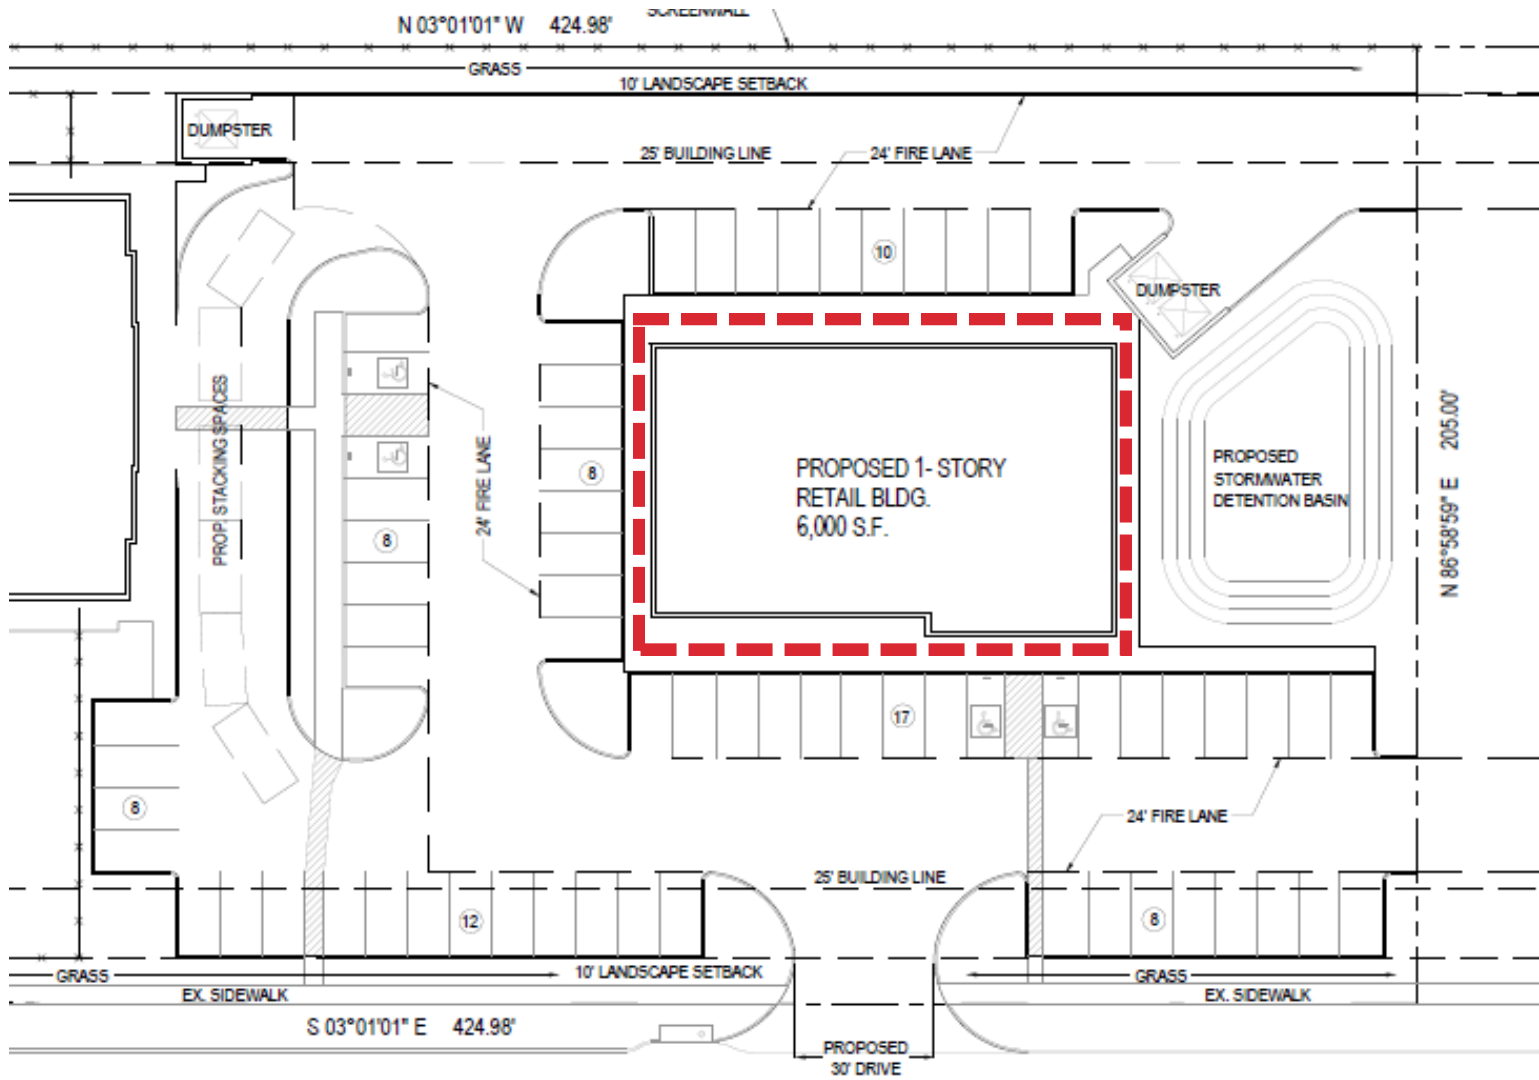 SCREENWALL
N 03°01'01" W 424.98'
GRASS
10' LANDSCAPE SETBACK
DUMPSTER
25' BUILDING LINE
24' FIRE LANE
10
DUMPSTER
PROP. STACKING SPACES
24' FIRE LANE
8
8
PROPOSED 1- STORY
RETAIL BLDG.
6,000 S.F.
PROPOSED
STORMWATER
DETENTION BASIN
N 86°58'59" E 205.00'
17
8
24' FIRE LANE
25' BUILDING LINE
12
8
GRASS
10' LANDSCAPE SETBACK
GRASS
EX. SIDEWALK
EX. SIDEWALK
S 03°01'01" E 424.98'
PROPOSED
30' DRIVE